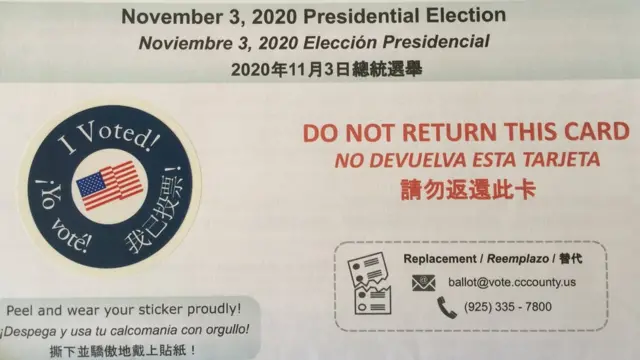 November 3, 2020 Presidential Election
Noviembre 3, 2020 Elección Presidencial
2020年11月3日總統選舉
I Voted!
¡Yo voté!
我已投票!
DO NOT RETURN THIS CARD
NO DEVUELVA ESTA TARJETA
請勿返還此卡
Replacement / Reemplazo / 替代
ballot@vote.cccounty.us
(925) 335 - 7800
Peel and wear your sticker proudly!
¡Despega y usa tu calcomania con orgullo!
撕下並驕傲地戴上貼紙！